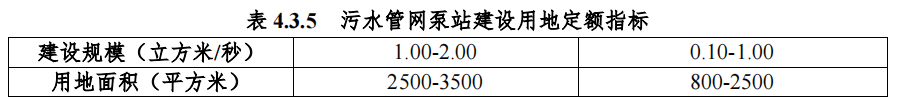 表 4.3.5 污水管网泵站建设用地定额指标
建设规模（立方米/秒） 1.00-2.00 0.10-1.00
用地面积（平方米） 2500-3500 800-2500